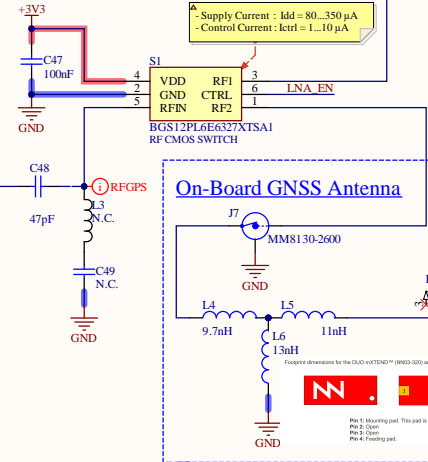 +3V3
- Supply Current : Idd = 80...350 µA
- Control Current : Ictrl = 1...10 µA
C47
100nF
GND
S1
4 VDD RF1 3
2 GND CTRL 6 LNA_EN
5 RFIN RF2 1
BGS12PL6E6327XTSA1
RF CMOS SWITCH
C48
47pF
i RFGPS
L3
N.C.
C49
N.C.
GND
On-Board GNSS Antenna
J7
MM8130-2600
GND
L4
9.7nH
L5
11nH
L6
13nH
GND
3
Footprint dimensions for the DUO mXTEND™ (NN03-320) a
NN
1
Pin 1: Mounting pad. This pad is
Pin 2: Open
Pin 3: Open
Pin 4: Feeding pad.